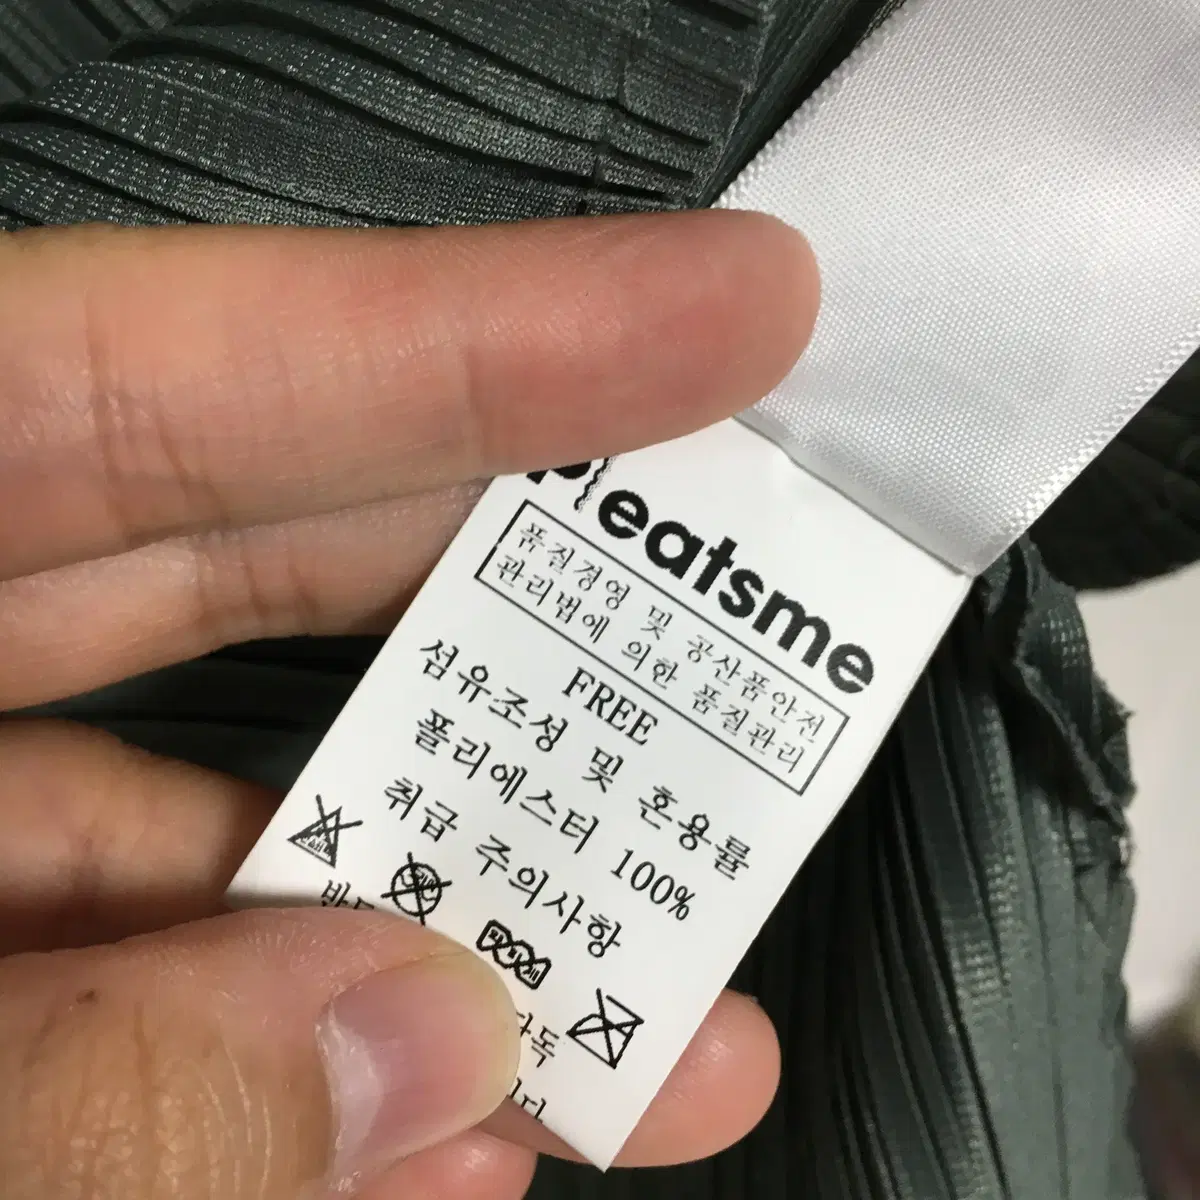 pleatsme
품질경영 및 공산품안전
관리법에 의한 품질관리
FREE
섬유조성 및 혼용률
폴리에스터 100%
취급 주의사항